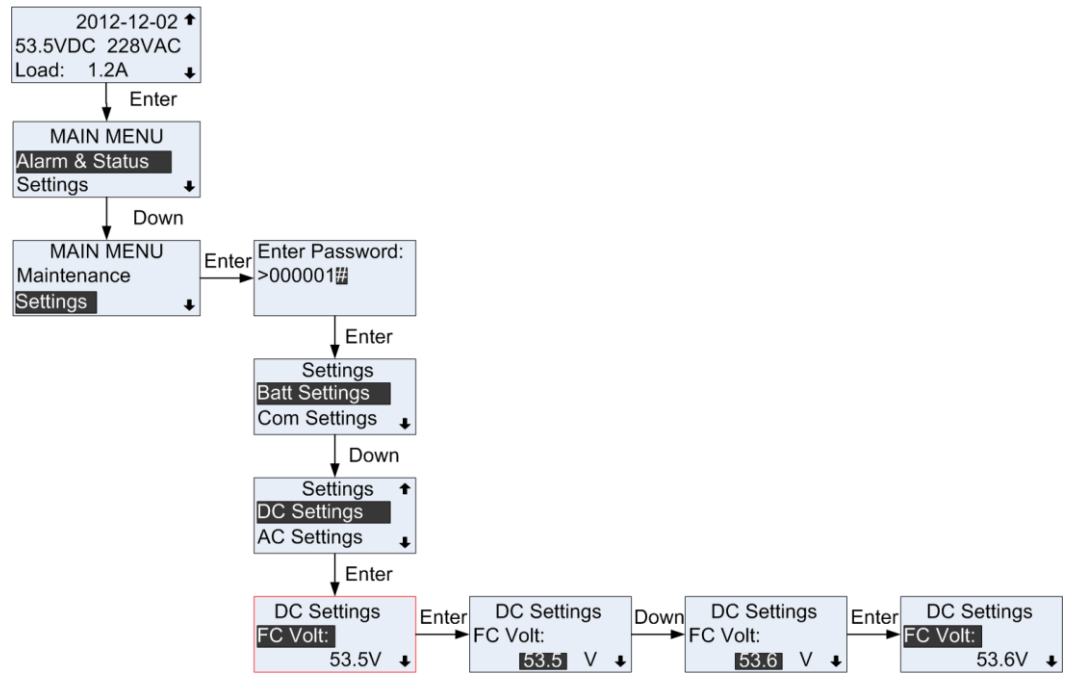 2012-12-02
53.5VDC 228VAC
Load: 1.2A
Enter
MAIN MENU
Alarm & Status
Settings
Down
MAIN MENU
Maintenance
Settings
Enter
Enter Password:
>000001#
Enter
Settings
Batt Settings
Com Settings
Down
Settings
DC Settings
AC Settings
Enter
DC Settings
FC Volt:
53.5V
Enter
DC Settings
FC Volt:
53.5 V
Down
DC Settings
FC Volt:
53.6 V
Enter
DC Settings
FC Volt:
53.6V